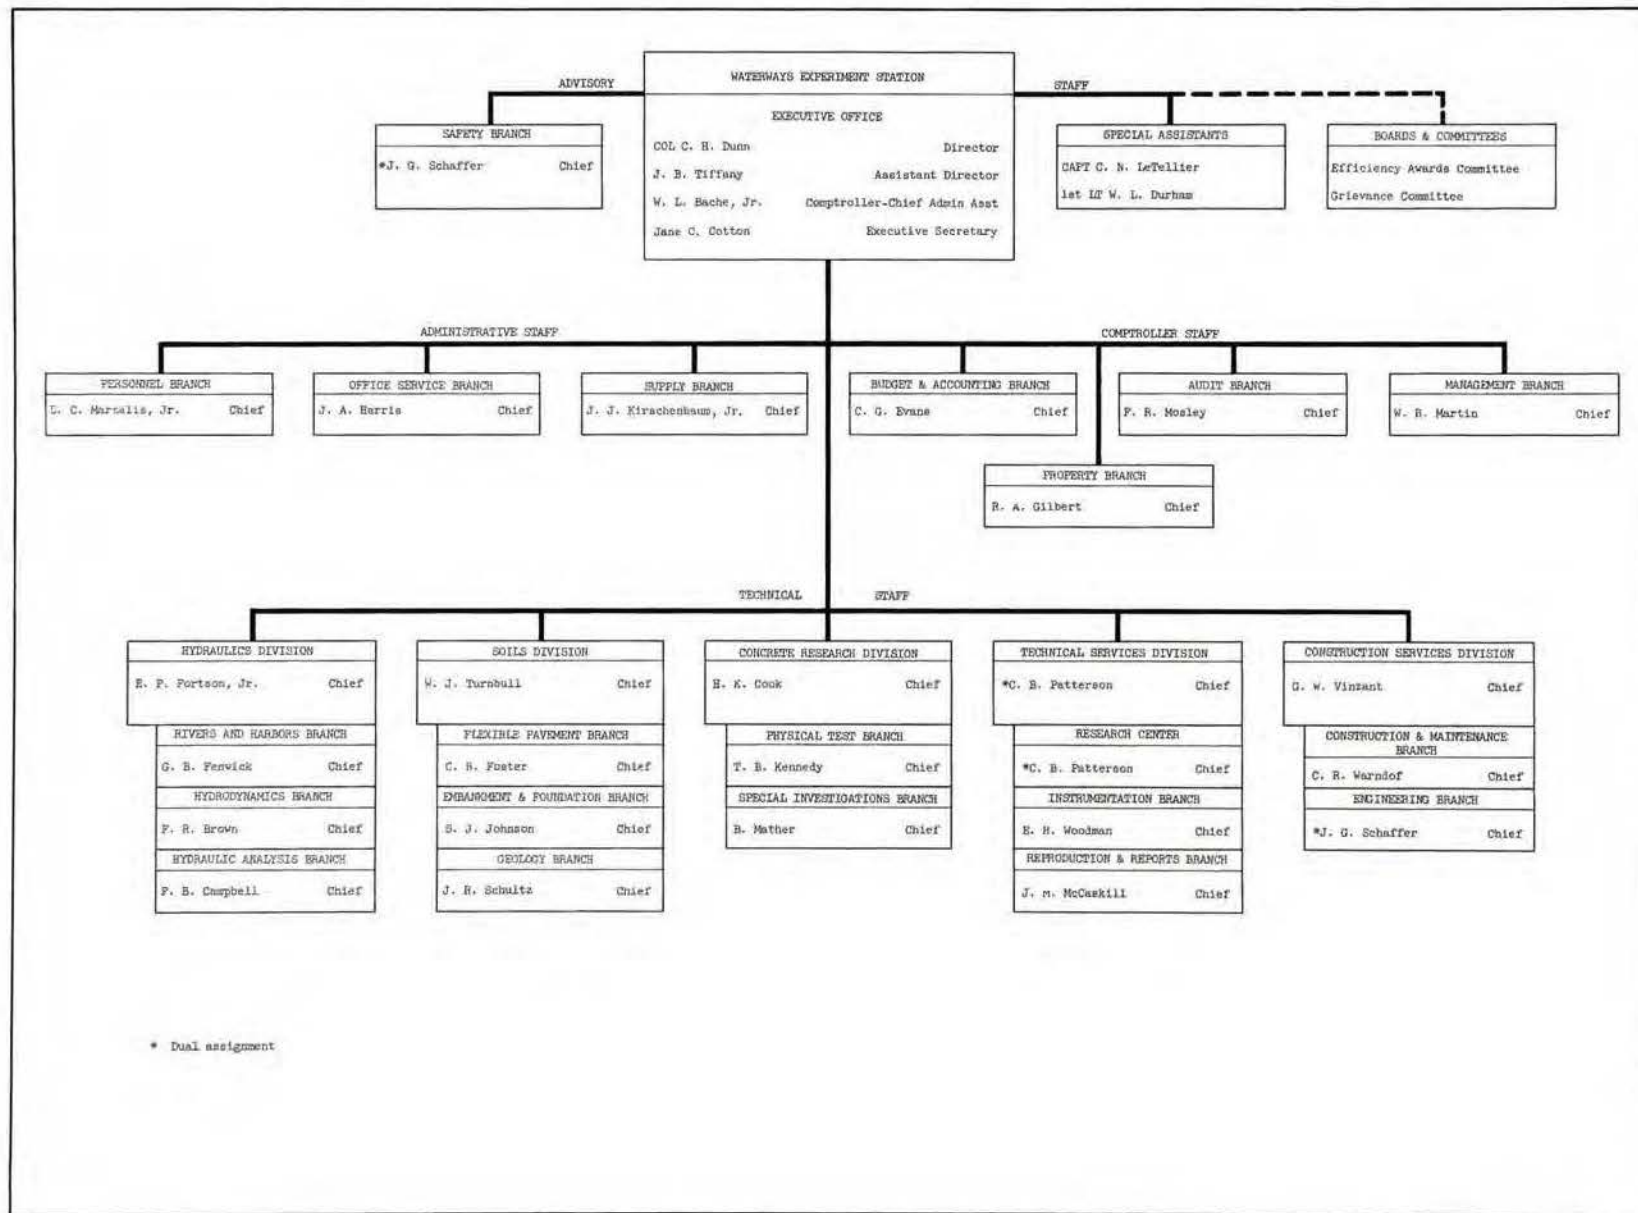 WATERWAYS EXPERIMENT STATION
ADVISORY
STAFF
EXECUTIVE OFFICE
COL C. H. Dunn Director
J. B. Tiffany Assistant Director
W. L. Bache, Jr. Comptroller-Chief Admin Asst
Jane C. Cotton Executive Secretary
SAFETY BRANCH
*J. G. Schaffer Chief
SPECIAL ASSISTANTS
CAPT C. N. LeTellier
1st LT W. L. Durham
BOARDS & COMMITTEES
Efficiency Awards Committee
Grievance Committee
ADMINISTRATIVE STAFF
COMPTROLLER STAFF
PERSONNEL BRANCH
C. Jr. Chief
OFFICE SERVICE BRANCH
J. A. Harris Chief
SUPPLY BRANCH
J. J. Kirschenbaum, Jr. Chief
BUDGET & ACCOUNTING BRANCH
C. G. Evans Chief
AUDIT BRANCH
F. R. Mosley Chief
MANAGEMENT BRANCH
W. R. Martin Chief
PROPERTY BRANCH
R. A. Gilbert Chief
TECHNICAL STAFF
HYDRAULICS DIVISION
E. P. Fortson, Jr. Chief
RIVERS AND HARBORS BRANCH
G. B. Fenwick Chief
HYDRODYNAMICS BRANCH
F. R. Brown Chief
HYDRAULIC ANALYSIS BRANCH
F. B. Campbell Chief
SOILS DIVISION
W. J. Turnbull Chief
FLEXIBLE PAVEMENT BRANCH
C. R. Foster Chief
EMBANKMENT & FOUNDATION BRANCH
S. J. Johnson Chief
GEOLOGY BRANCH
J. R. Schultz Chief
CONCRETE RESEARCH DIVISION
H. K. Cook Chief
PHYSICAL TEST BRANCH
T. B. Kennedy Chief
SPECIAL INVESTIGATIONS BRANCH
B. Mather Chief
TECHNICAL SERVICES DIVISION
*C. B. Patterson Chief
RESEARCH CENTER
*C. B. Patterson Chief
INSTRUMENTATION BRANCH
E. H. Woodman Chief
REPRODUCTION & REPORTS BRANCH
J. M. McCaskill Chief
CONSTRUCTION SERVICES DIVISION
G. W. Vinzant Chief
CONSTRUCTION & MAINTENANCE
BRANCH
C. R. Warndof Chief
ENGINEERING BRANCH
*J. G. Schaffer Chief
* Dual assignment